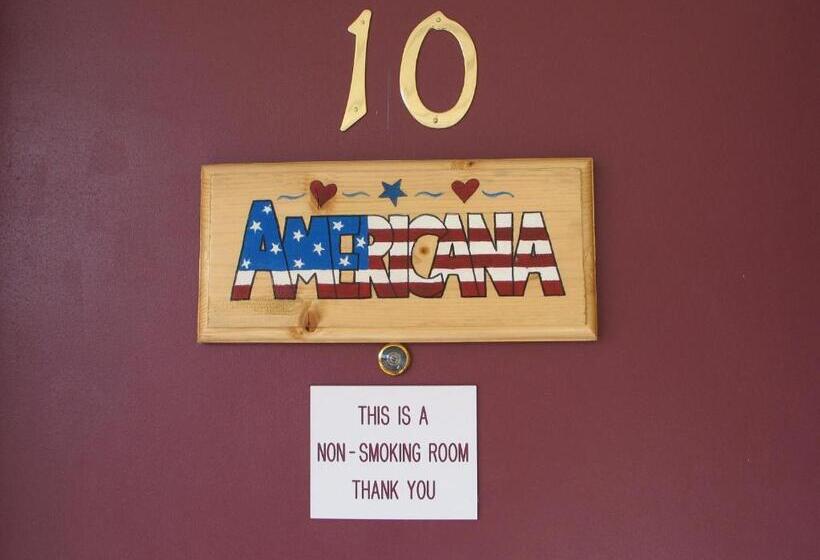 10
AMERICANA
THIS IS A
NON-SMOKING ROOM
THANK YOU